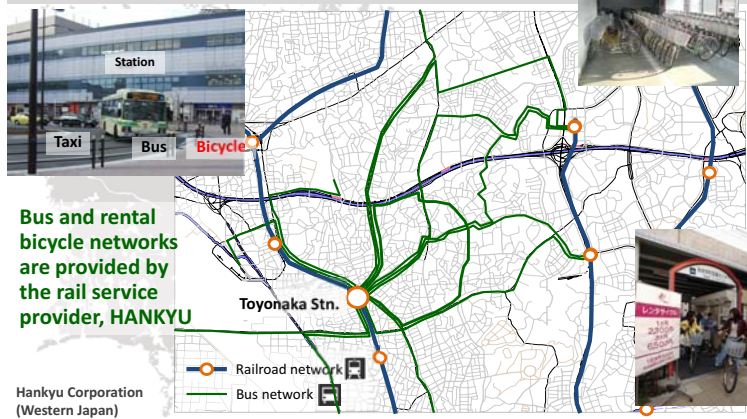 Station
Taxi
Bus
Bicycle
Bus and rental
bicycle networks
are provided by
the rail service
provider, HANKYU
Toyonaka Stn.
Railroad network
Bus network
Hankyu Corporation
(Western Japan)
レンタサイクル